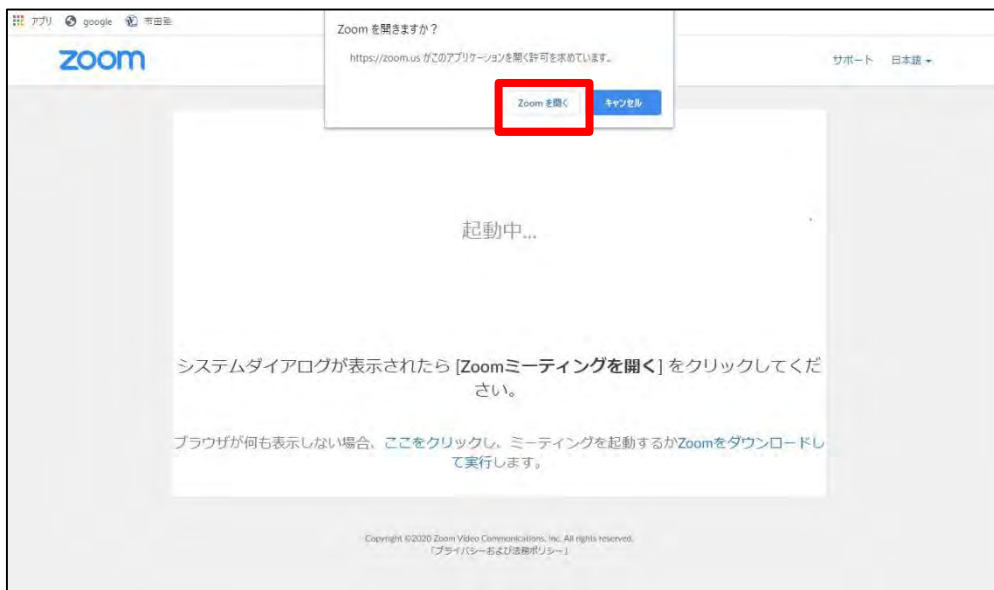 アプリ google 市田塾
Zoom を開きますか？
https://zoom.us がこのアプリケーションを開く許可を求めています。
Zoom を開く キャンセル
zoom
サポート 日本語
起動中...
システムダイアログが表示されたら [Zoomミーティングを開く] をクリックしてくだ
さい。
ブラウザが何も表示しない場合、ここをクリックし、ミーティングを起動するかZoomをダウンロードし
て実行します。
Copyright ©2020 Zoom Video Communications, Inc. All rights reserved.
「プライバシーおよび法務ポリシー」